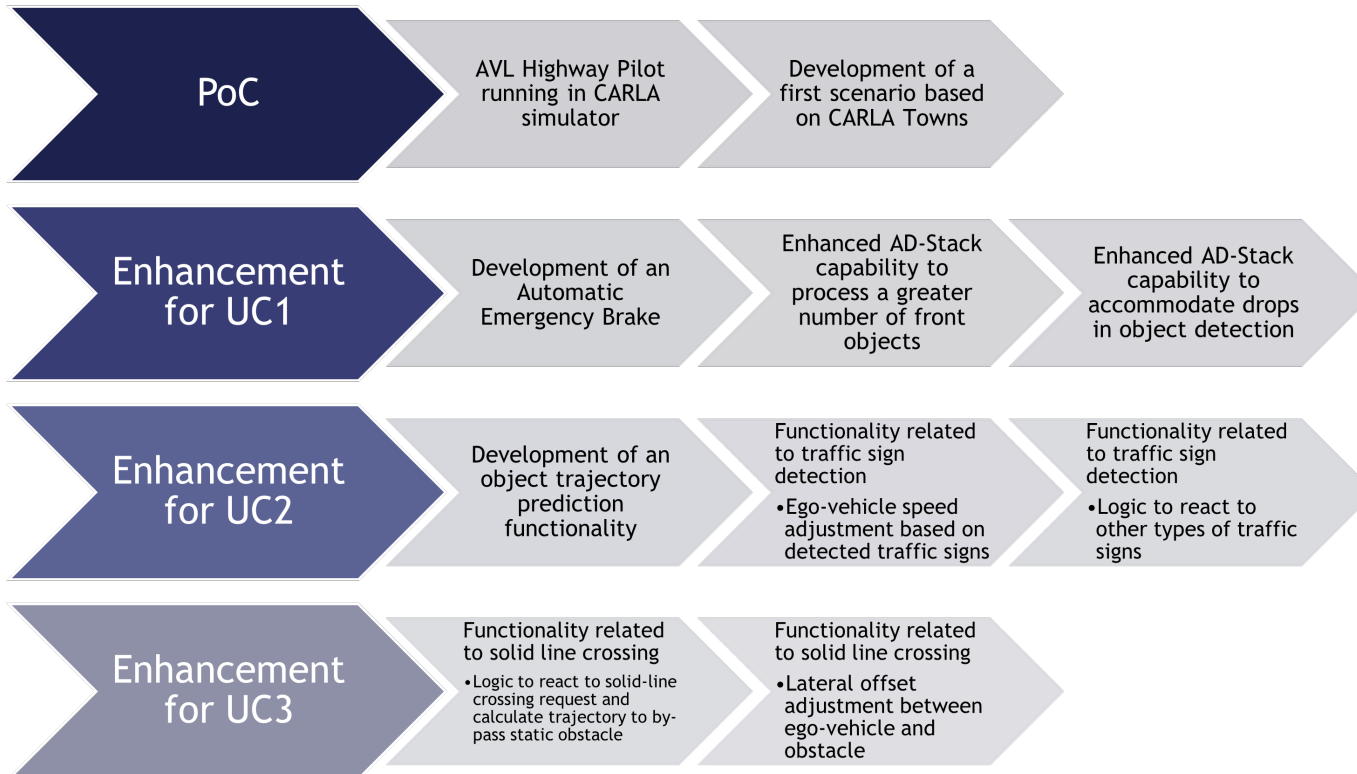 PoC
AVL Highway Pilot
running in CARLA
simulator
Development of a
first scenario based
on CARLA Towns
Enhancement
for UC1
Development of an
Automatic
Emergency Brake
Enhanced AD-Stack
capability to
process a greater
number of front
objects
Enhanced AD-Stack
capability to
accommodate drops
in object detection
Enhancement
for UC2
Development of an
object trajectory
prediction
functionality
Functionality related
to traffic sign
detection
•Ego-vehicle speed
adjustment based on
detected traffic signs
Functionality related
to traffic sign
detection
•Logic to react to
other types of traffic
signs
Enhancement
for UC3
Functionality related
to solid line crossing
•Logic to react to solid-line
crossing request and
calculate trajectory to by-
pass static obstacle
Functionality related
to solid line crossing
•Lateral offset
adjustment between
ego-vehicle and
obstacle